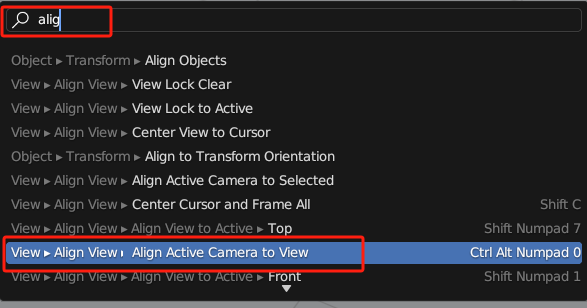 alig
Object ▸ Transform ▸ Align Objects
View ▸ Align View ▸ View Lock Clear
View ▸ Align View ▸ View Lock to Active
View ▸ Align View ▸ Center View to Cursor
Object ▸ Transform ▸ Align to Transform Orientation
View ▸ Align View ▸ Align Active Camera to Selected
View ▸ Align View ▸ Center Cursor and Frame All Shift C
View ▸ Align View ▸ Align View to Active ▸ Top Shift Numpad 7
View ▸ Align View ▸ Align Active Camera to View Ctrl Alt Numpad 0
View ▸ Align View ▸ Align View to Active ▸ Front Shift Numpad 1